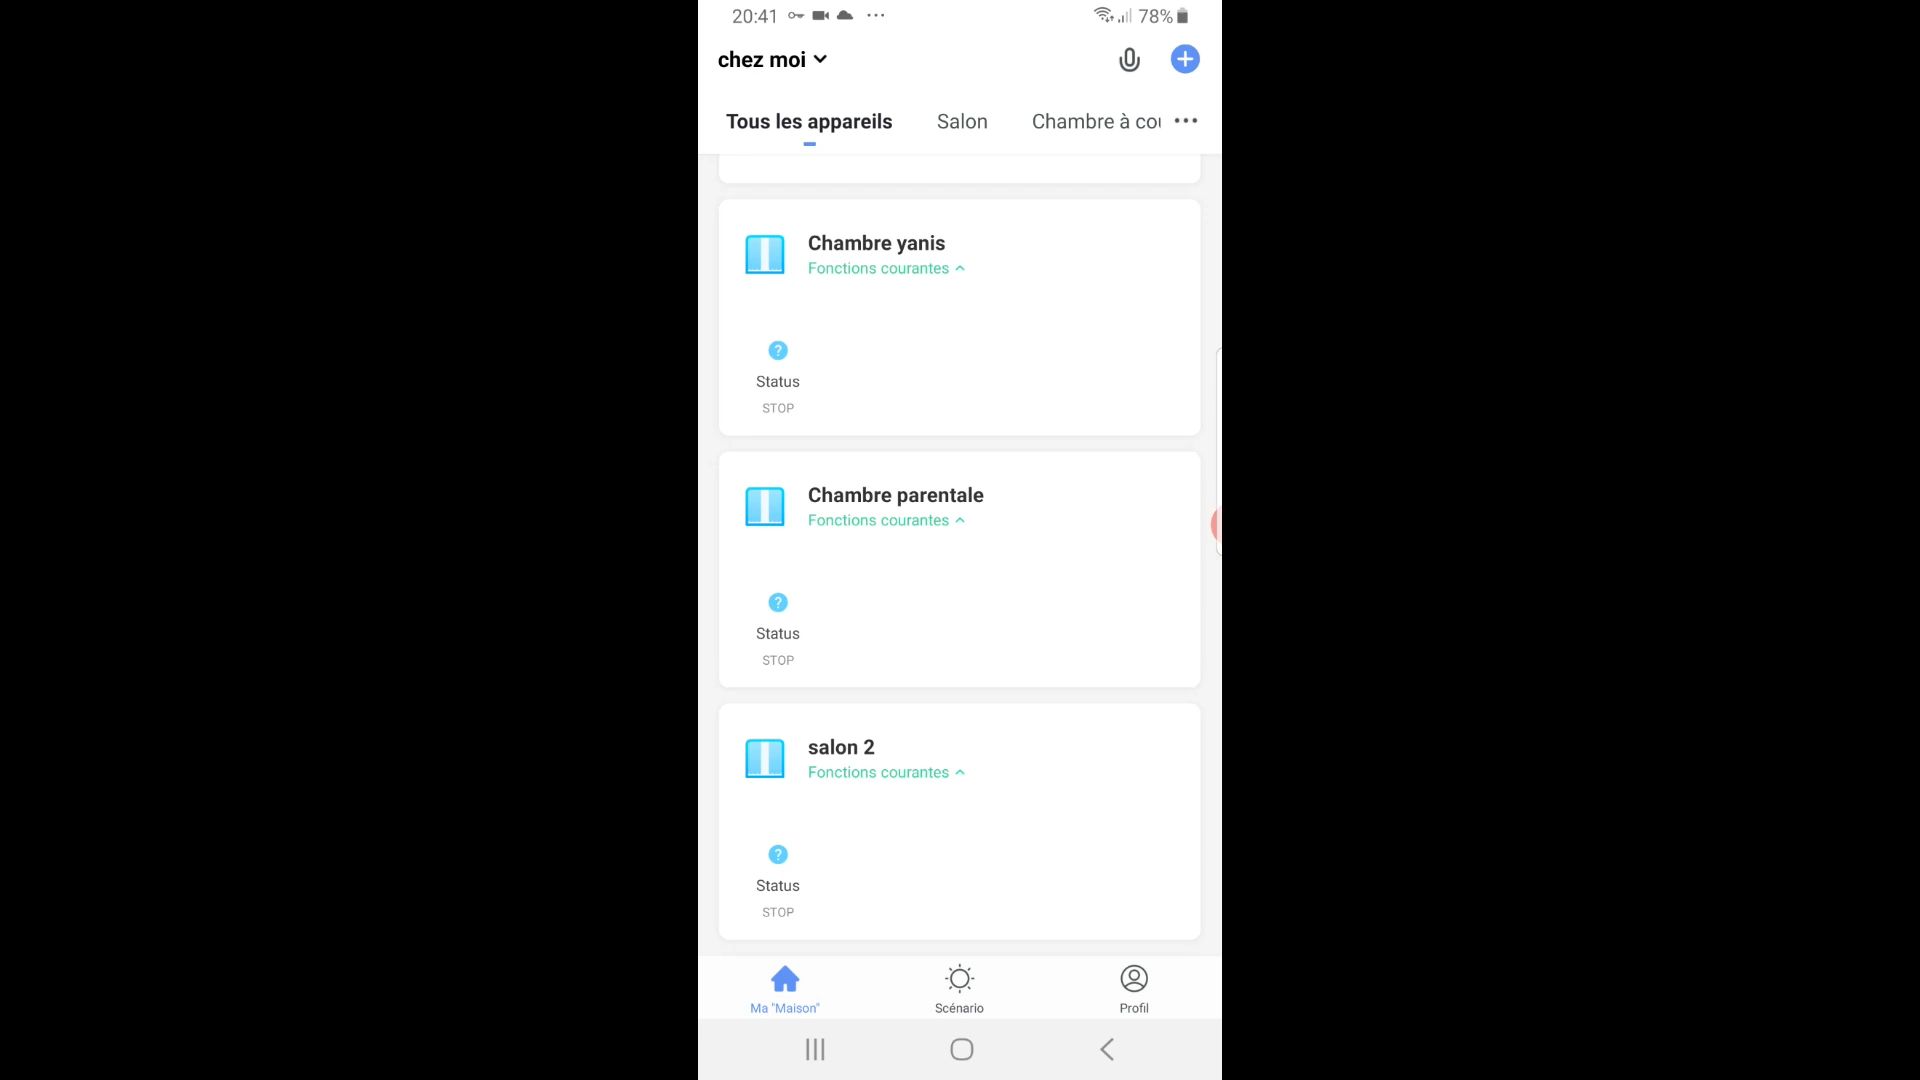 20:41
78%
chez moi
Tous les appareils Salon Chambre à cou
Chambre yanis
Fonctions courantes
?
Status
STOP
Chambre parentale
Fonctions courantes
?
Status
STOP
salon 2
Fonctions courantes
?
Status
STOP
Ma "Maison" Scénario Profil